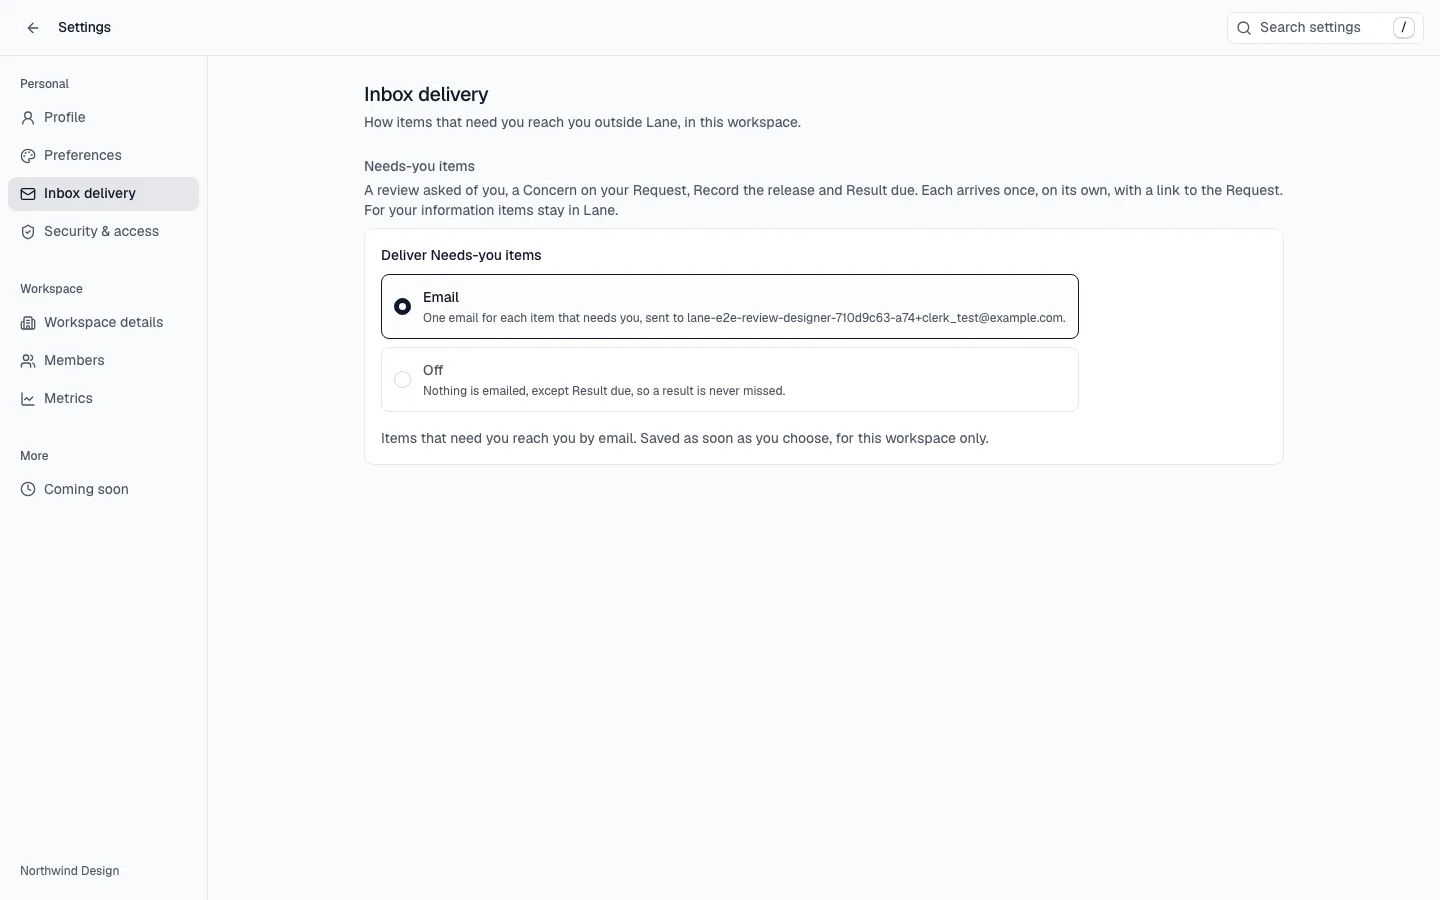 Settings
Search settings
/
Personal
Profile
Preferences
Inbox delivery
Security & access
Workspace
Workspace details
Members
Metrics
More
Coming soon
Northwind Design
Inbox delivery
How items that need you reach you outside Lane, in this workspace.
Needs-you items
A review asked of you, a Concern on your Request, Record the release and Result due. Each arrives once, on its own, with a link to the Request.
For your information items stay in Lane.
Deliver Needs-you items
Email
One email for each item that needs you, sent to lane-e2e-review-designer-710d9c63-a74+clerk_test@example.com.
Off
Nothing is emailed, except Result due, so a result is never missed.
Items that need you reach you by email. Saved as soon as you choose, for this workspace only.